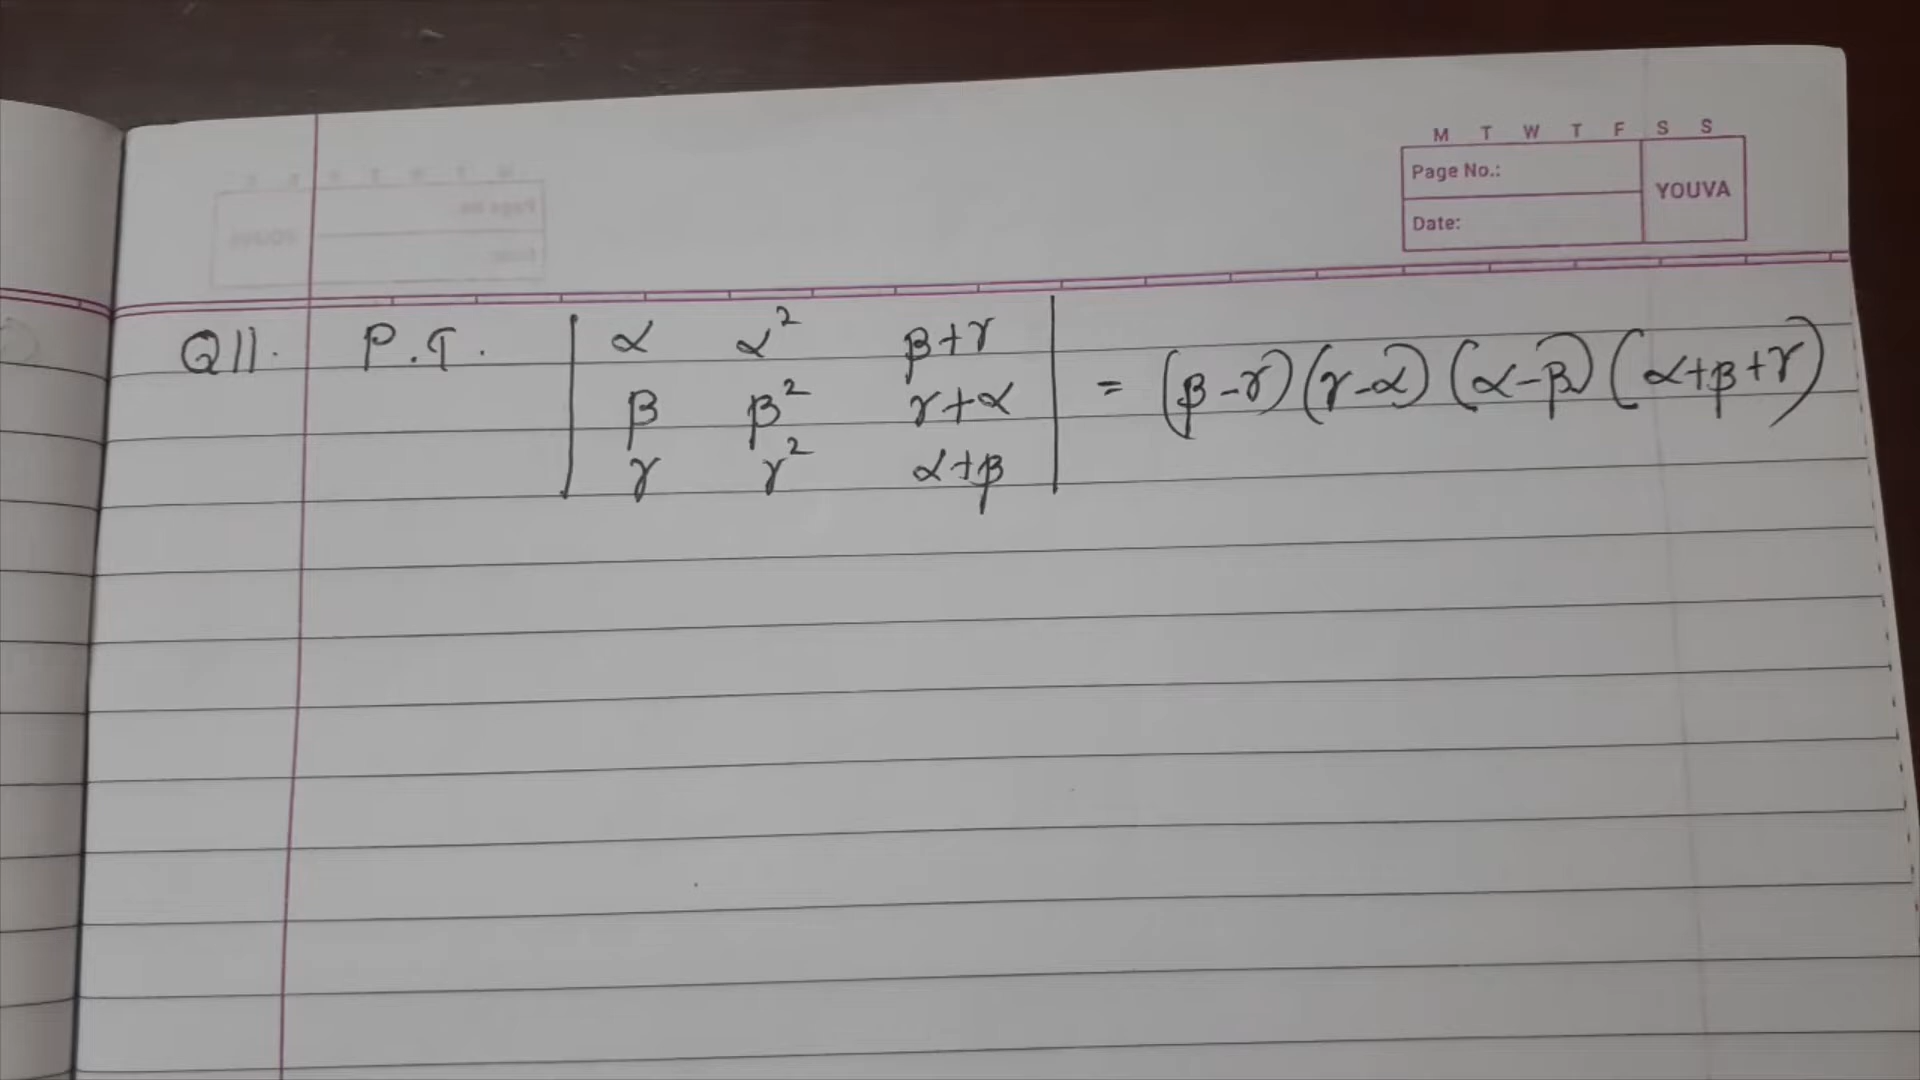 M T W T F S S
Page No.:
YOUVA
Date:
Q11. P.T. | α α² β+γ |
| β β² γ+α | = (β-γ)(γ-α)(α-β)(α+β+γ)
| γ γ² α+β |